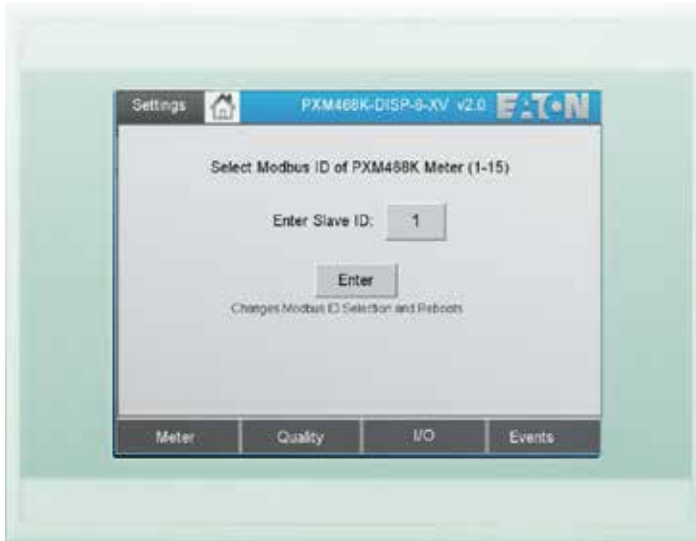 Settings PXM468K-DISP-6-XV v2.0 EATON
Select Modbus ID of PXM468K Meter (1-15)
Enter Slave ID: 1
Enter
Changes Modbus ID Selection and Reboots
Meter Quality I/O Events